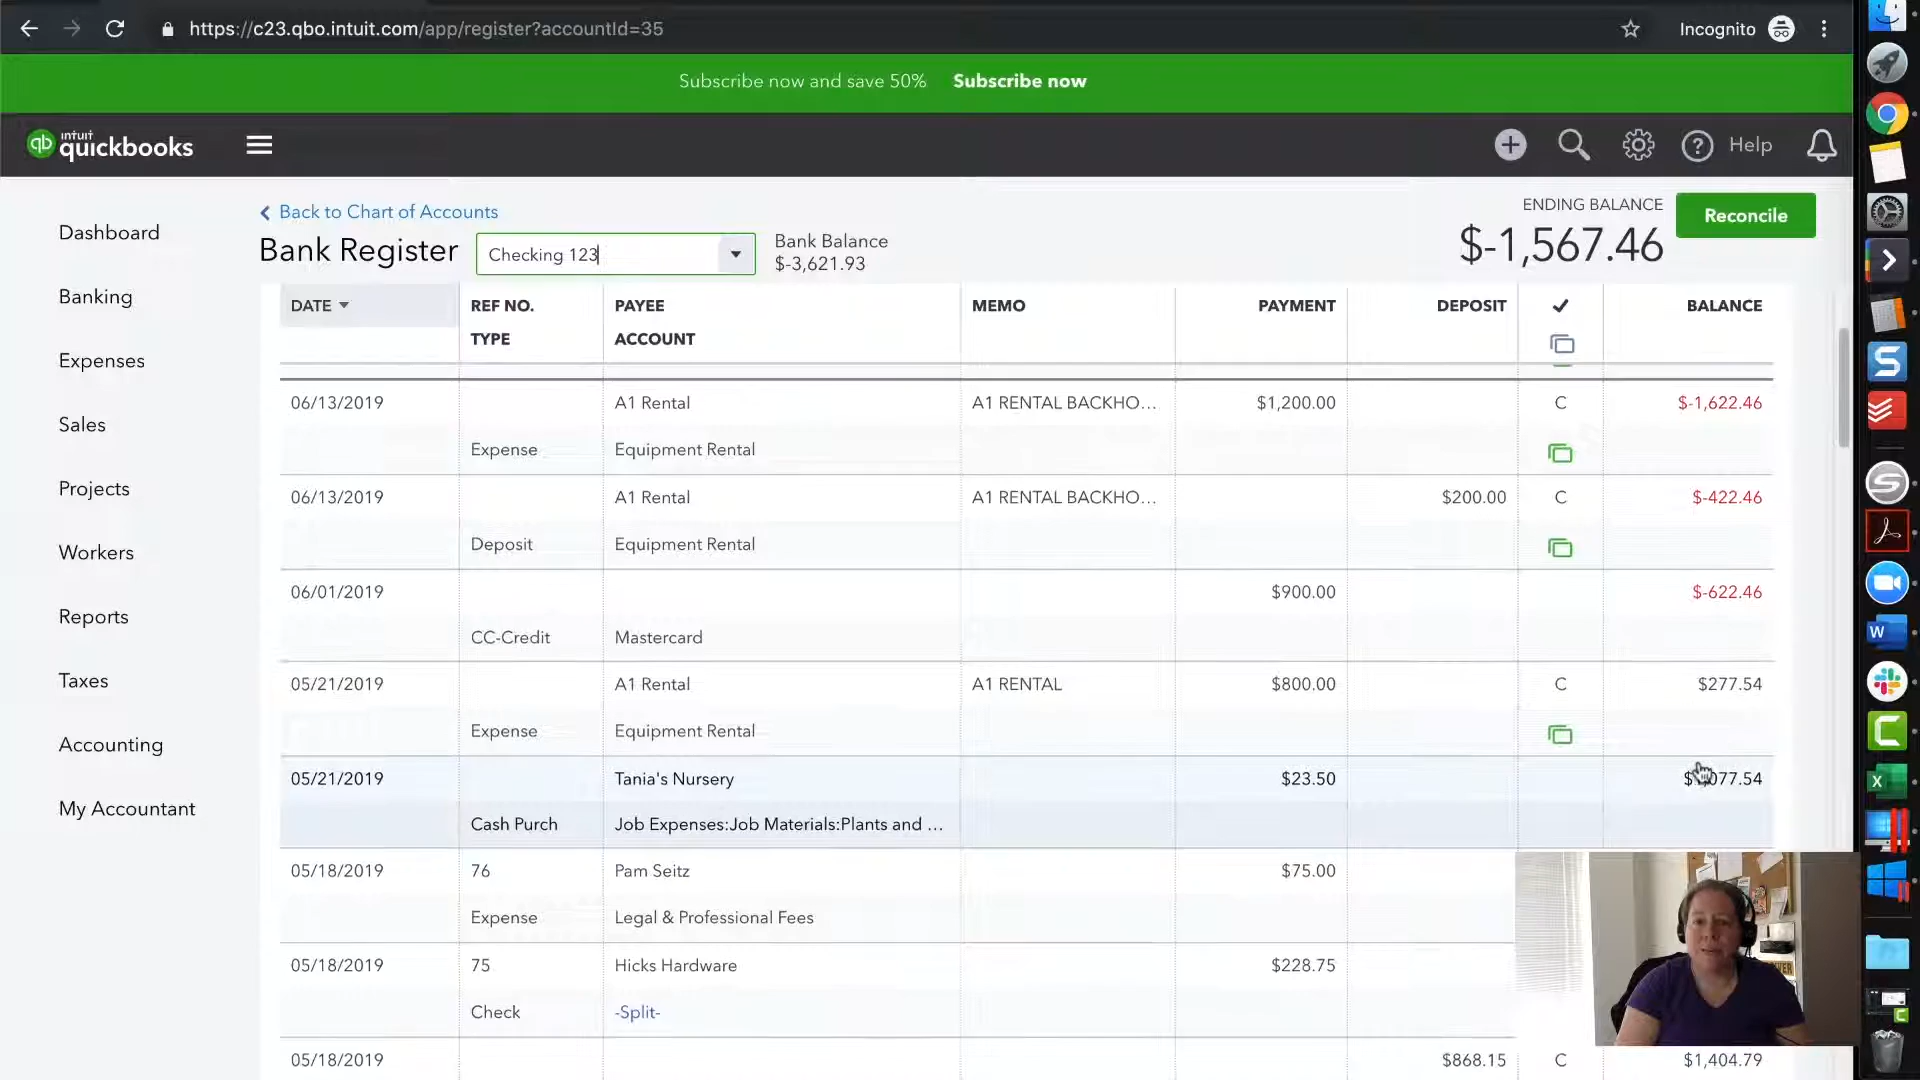 https://c23.qbo.intuit.com/app/register?accountId=35
Incognito
Subscribe now and save 50% Subscribe now
intuit
quickbooks
qb
Help
Dashboard
Banking
Expenses
Sales
Projects
Workers
Reports
Taxes
Accounting
My Accountant
Back to Chart of Accounts
Bank Register
Checking 123
Bank Balance
$-3,621.93
ENDING BALANCE
$-1,567.46
Reconcile
DATE REF NO. PAYEE MEMO PAYMENT DEPOSIT BALANCE
TYPE ACCOUNT
06/13/2019 A1 Rental A1 RENTAL BACKHO... $1,200.00 C $-1,622.46
Expense Equipment Rental
06/13/2019 A1 Rental A1 RENTAL BACKHO... $200.00 C $-422.46
Deposit Equipment Rental
06/01/2019 $900.00 $-622.46
CC-Credit Mastercard
05/21/2019 A1 Rental A1 RENTAL $800.00 C $277.54
Expense Equipment Rental
05/21/2019 Tania's Nursery $23.50
Cash Purch Job Expenses:Job Materials:Plants and ...
05/18/2019 76 Pam Seitz $75.00
Expense Legal & Professional Fees
05/18/2019 75 Hicks Hardware $228.75
Check -Split-
05/18/2019 $868.15 C $1,404.79